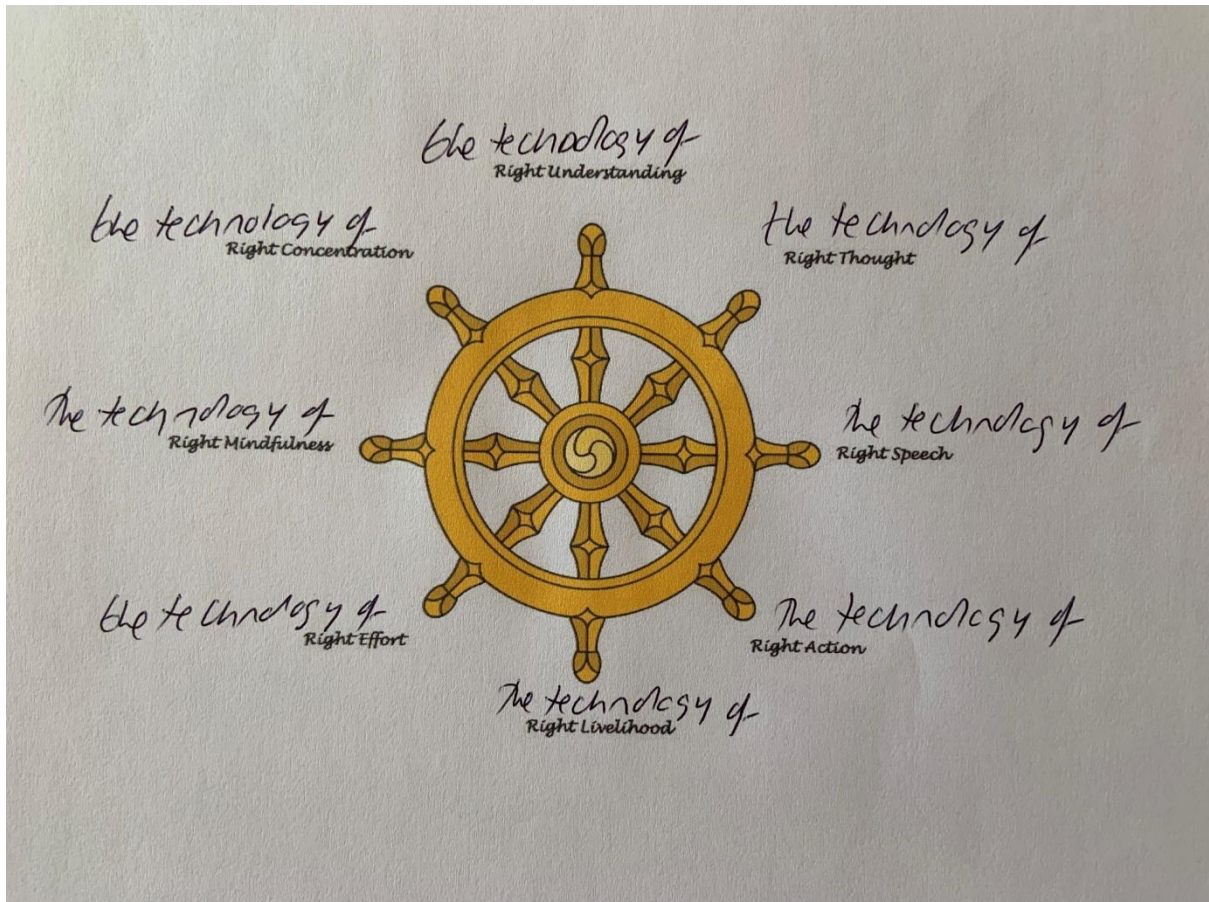 the technology of
Right Understanding
the technology of
Right Concentration
the technology of
Right Thought
The technology of
Right Mindfulness
The technology of
Right Speech
the technology of
Right Effort
The technology of
Right Action
The technology of
Right Livelihood